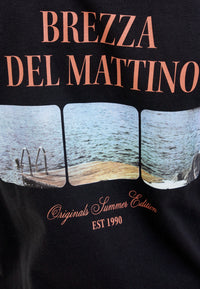 BREZZA
DEL MATTINO
Originals Summer Edition
EST 1990